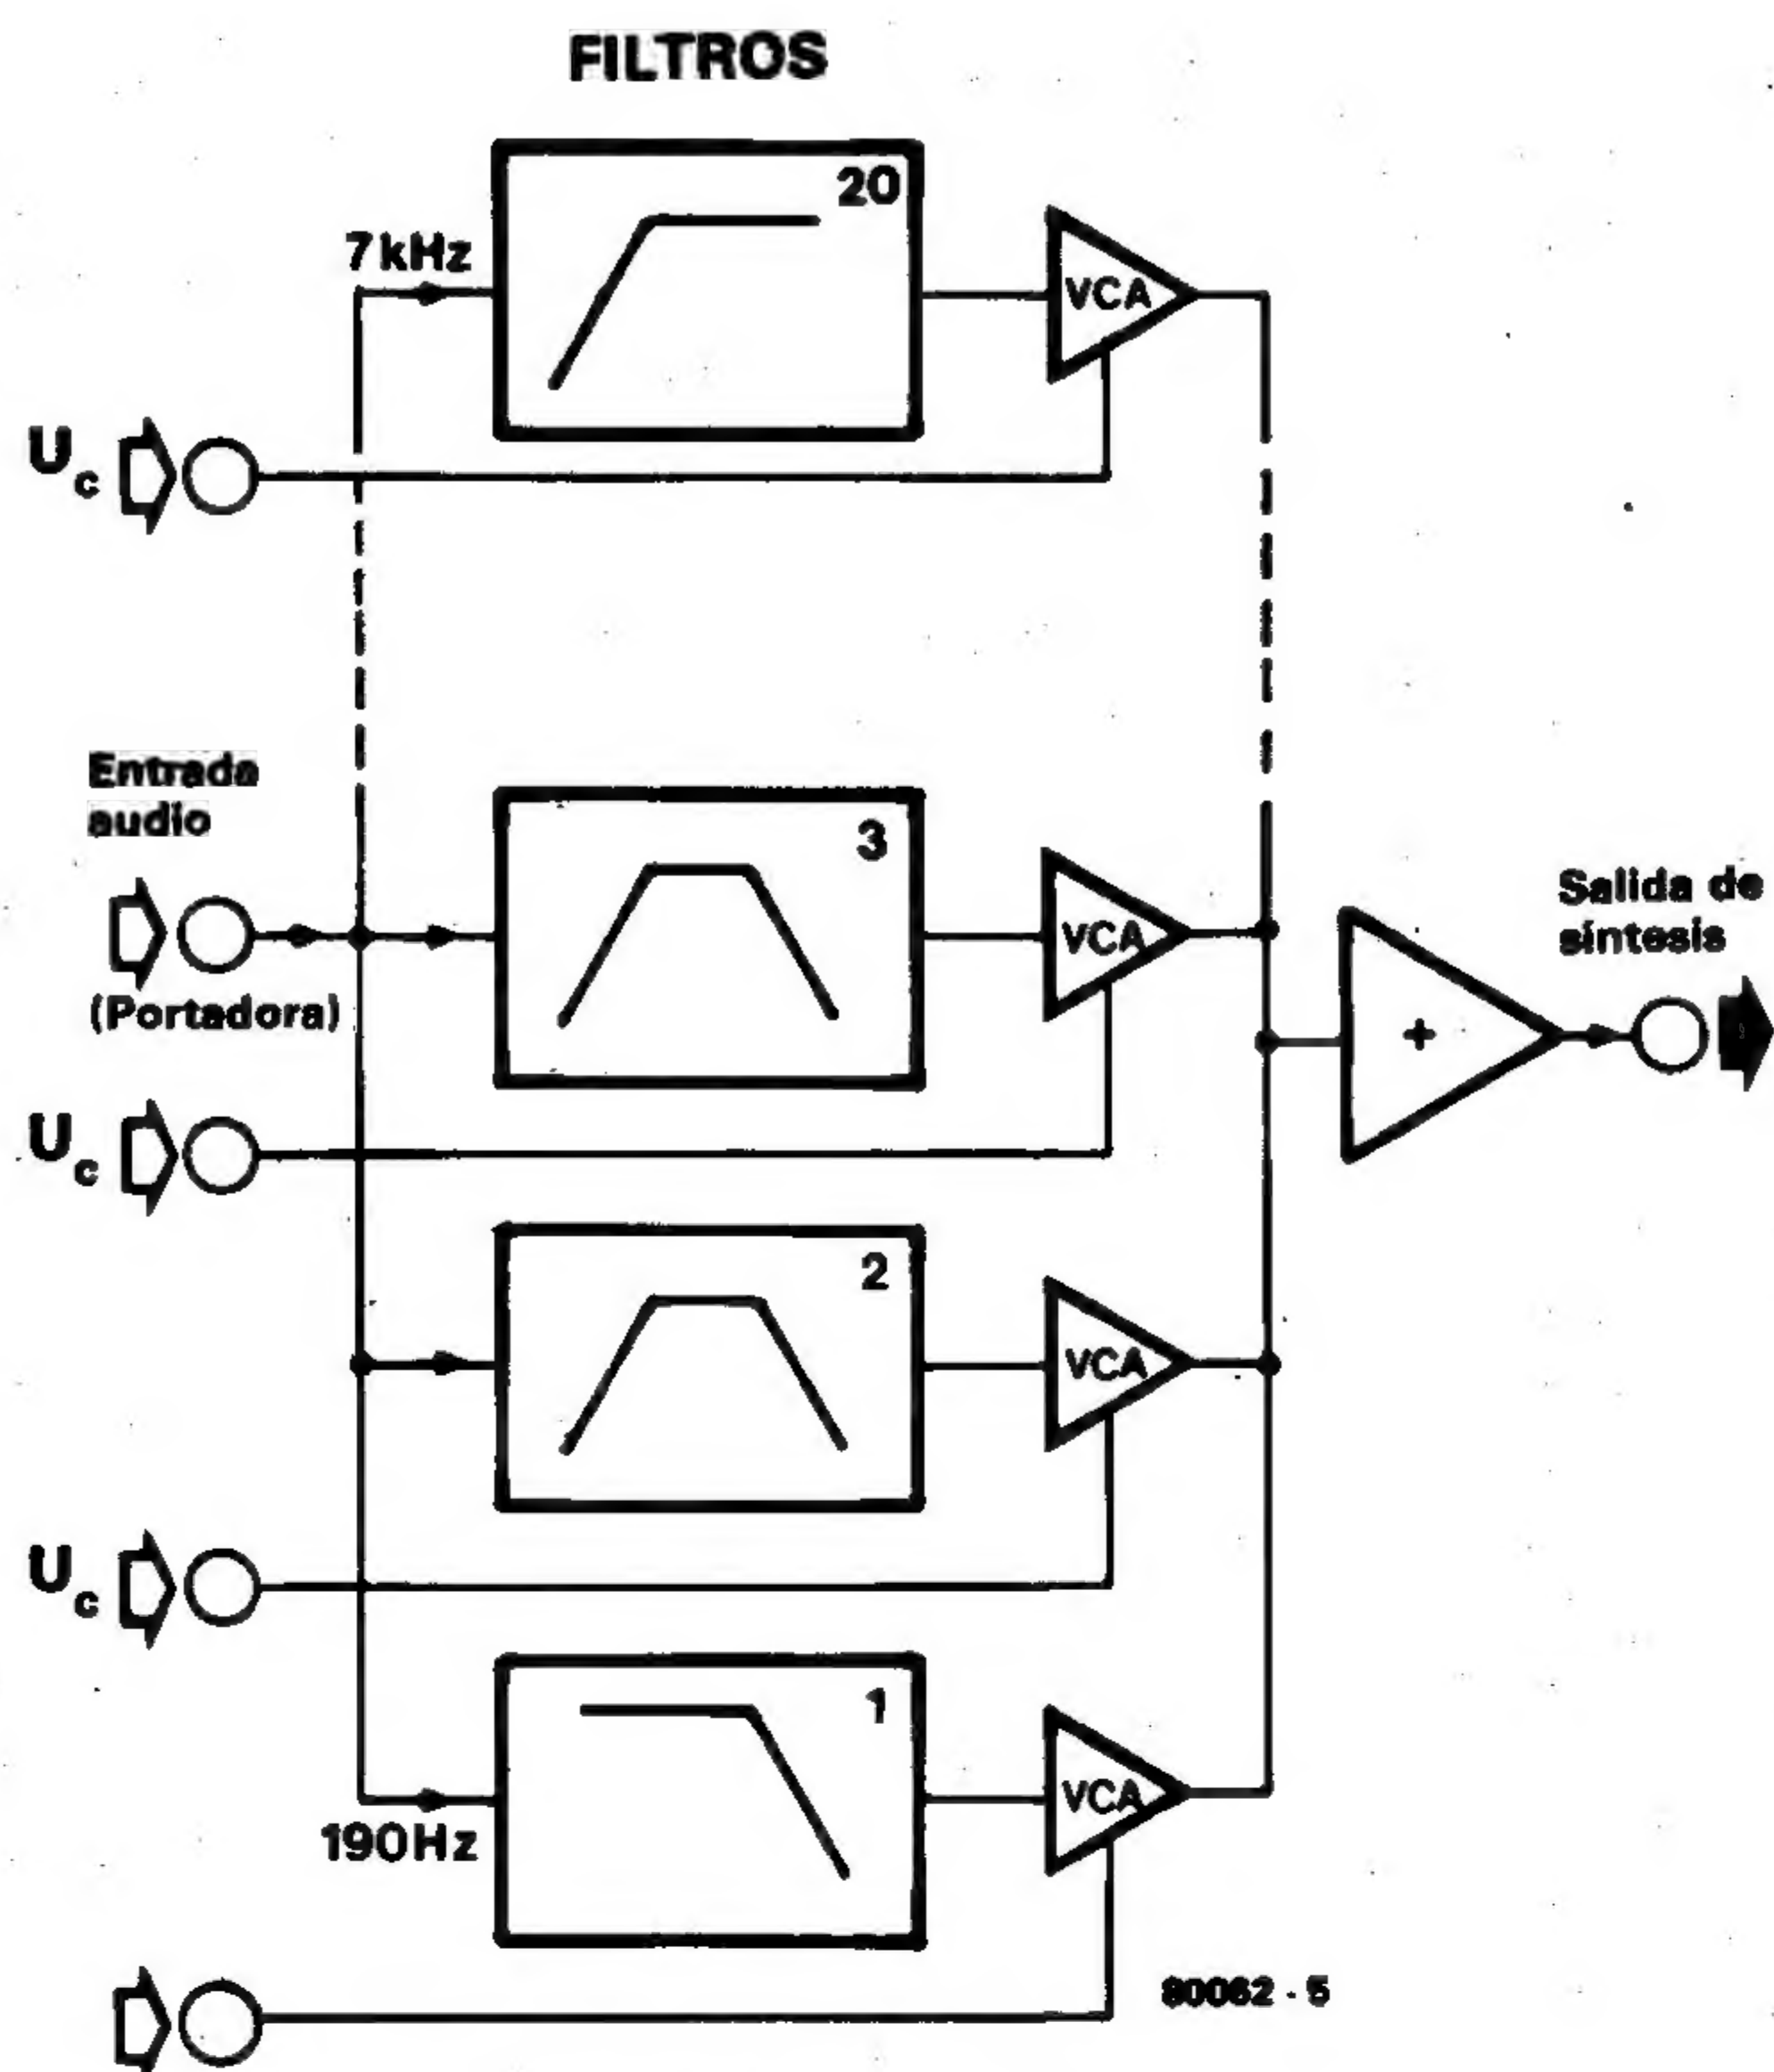 FILTROS
20
7kHz
VCA
Uc
Entrada
audio
3
VCA
Salida de
síntesis
(Portadora)
+
Uc
2
VCA
Uc
1
VCA
190Hz
80062 - 5